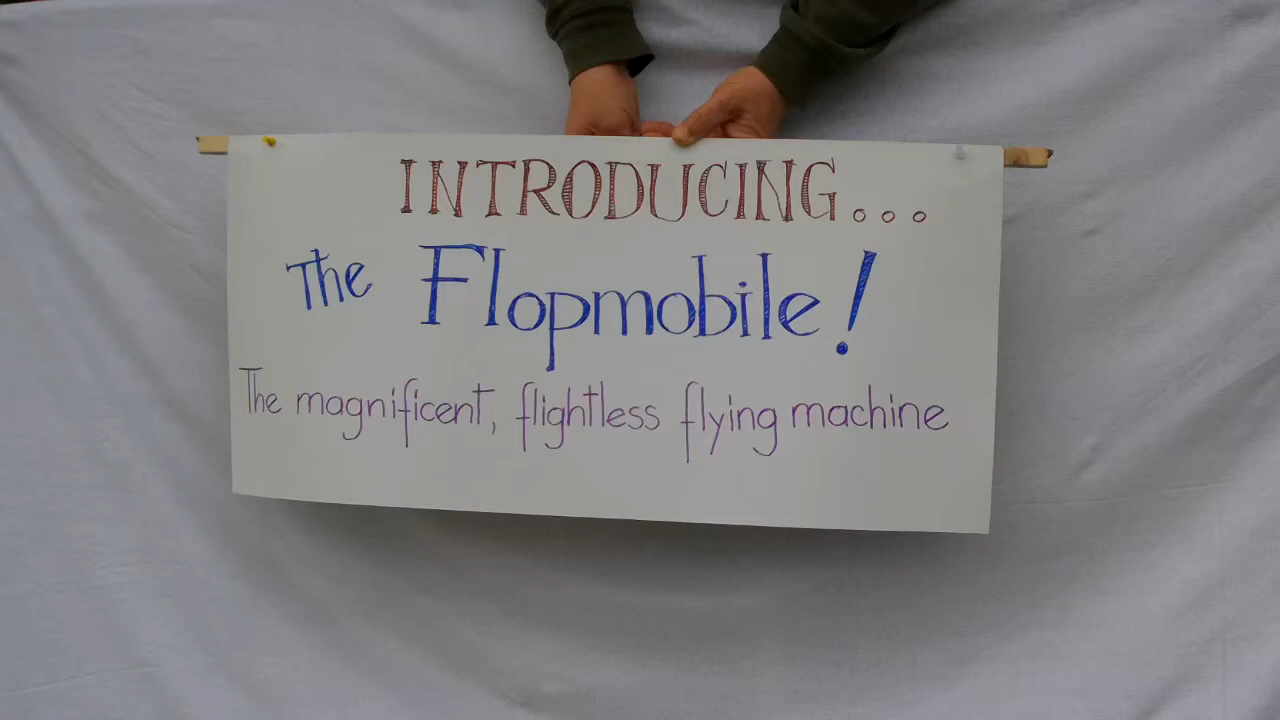 INTRODUCING...
The Flopmobile!
The magnificent, flightless flying machine